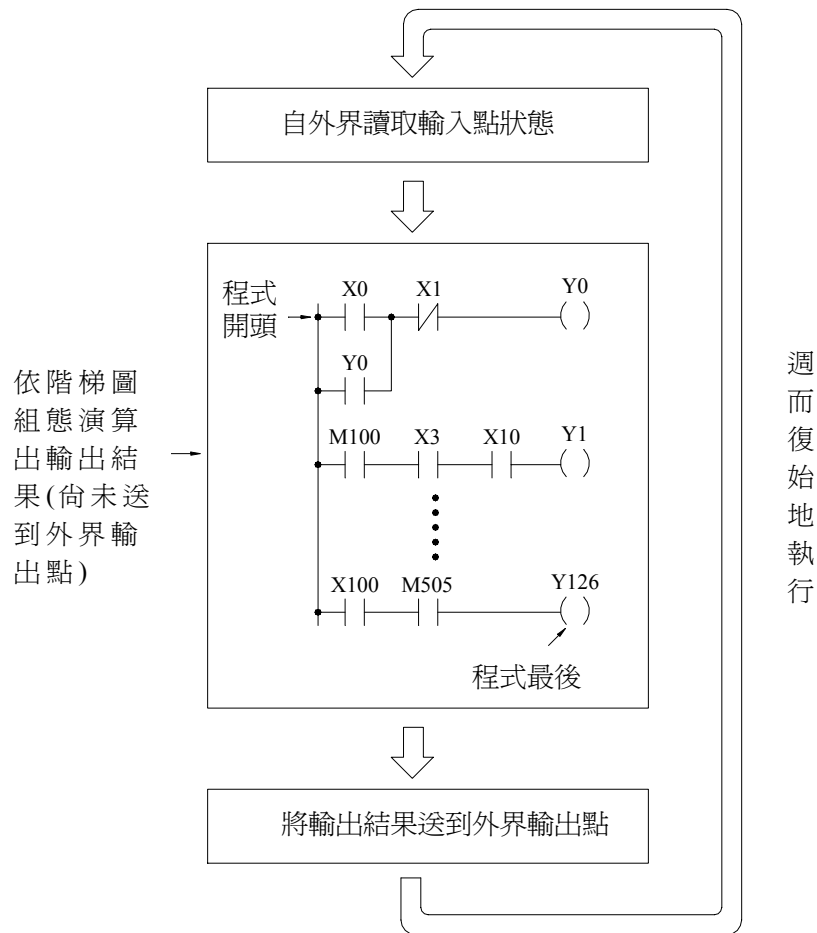 自外界讀取輸入點狀態
程式
開頭
X0
X1
Y0
Y0
M100
X3
X10
Y1
X100
M505
Y126
程式最後
依階梯圖
組態演算
出輸出結
果(尚未送
到外界輸
出點)
將輸出結果送到外界輸出點
週而復始地執行